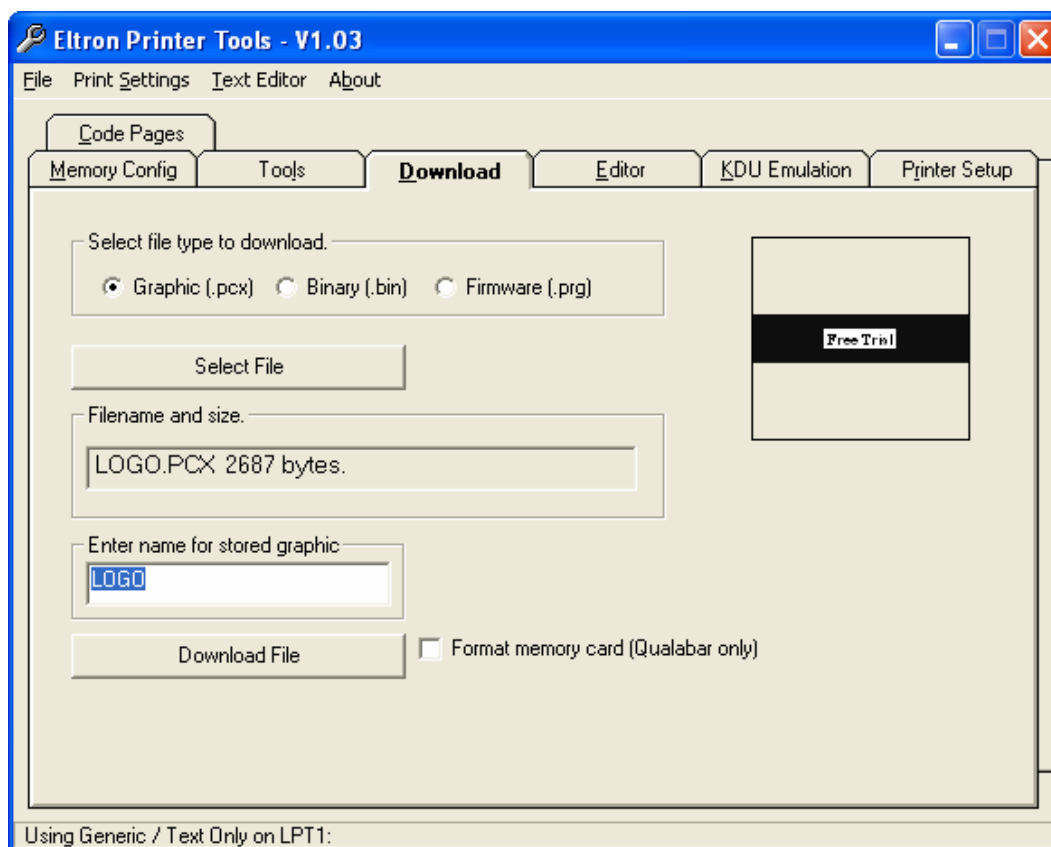 Eltron Printer Tools - V1.03
File Print Settings Text Editor About
Code Pages
Memory Config Tools Download Editor KDU Emulation Printer Setup
Select file type to download.
Graphic (.pcx) Binary (.bin) Firmware (.prg)
Free Trial
Select File
Filename and size.
LOGO.PCX 2687 bytes.
Enter name for stored graphic
LOGO
Download File Format memory card (Qualabar only)
Using Generic / Text Only on LPT1: